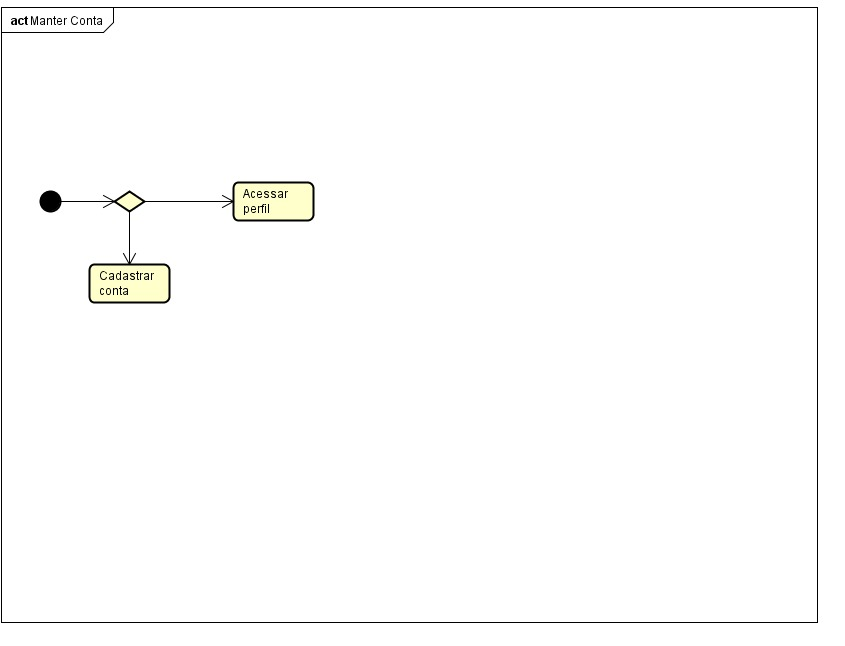 act Manter Conta
Acessar
perfil
Cadastrar
conta